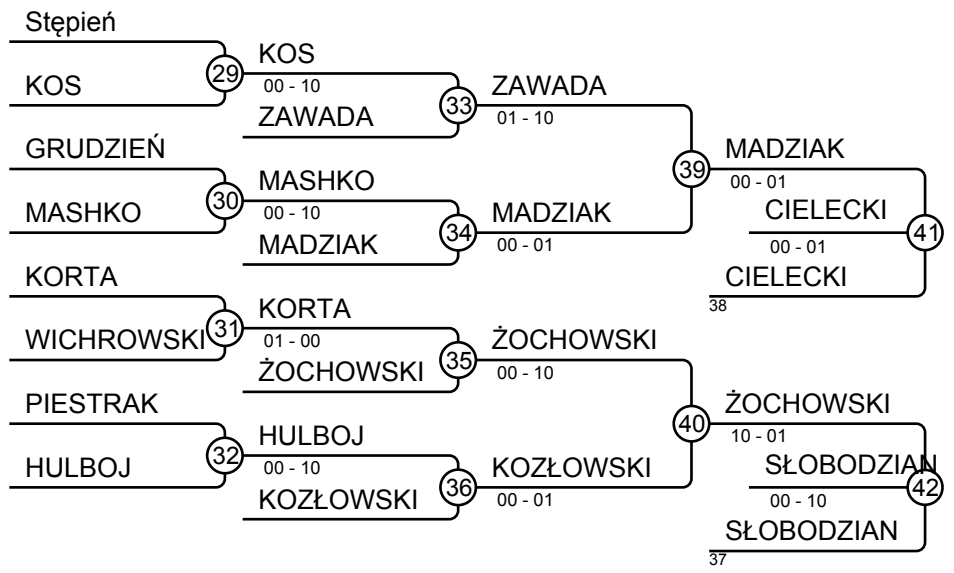 Stępień
KOS
29
KOS
00 - 10
ZAWADA
33
ZAWADA
01 - 10
GRUDZIEŃ
MASHKO
30
MASHKO
00 - 10
MADZIAK
34
MADZIAK
00 - 01
39
MADZIAK
00 - 01
CIELECKI
00 - 01
CIELECKI
38
41
KORTA
WICHROWSKI
31
KORTA
01 - 00
ŻOCHOWSKI
35
ŻOCHOWSKI
00 - 10
PIESTRAK
HULBOJ
32
HULBOJ
00 - 10
KOZŁOWSKI
36
KOZŁOWSKI
00 - 01
40
ŻOCHOWSKI
10 - 01
SŁOBODZIAN
00 - 10
SŁOBODZIAN
37
42